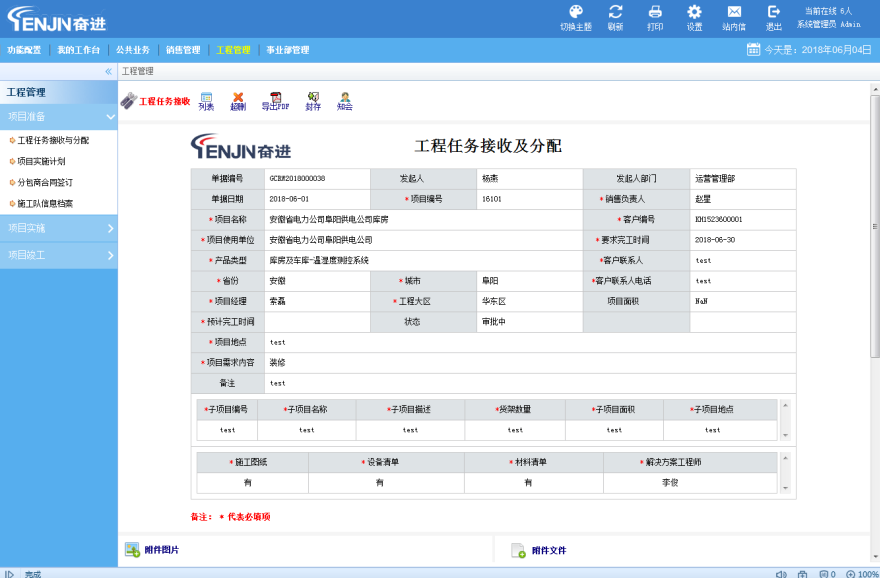 TENJN奋进
切换主题 刷新 打印 设置 站内信 退出 当前在线 6人
系统管理员 Admin
功能配置 我的工作台 公共业务 销售管理 工程管理 事业部管理 今天是：2018年06月04日
« 工程管理
工程管理
项目准备
工程任务接收与分配
项目实施计划
分包商合同签订
施工队信息档案
项目实施
项目竣工
工程任务接收 列表 超删 导出PDF 封存 知会
TENJN奋进 工程任务接收及分配
单据编号 GCRW2018000038 发起人 杨燕 发起人部门 运营管理部
单据日期 2018-06-01 * 项目编号 16101 * 销售负责人 赵星
* 项目名称 安徽省电力公司阜阳供电公司库房 * 客户编号 KH1523600001
* 项目使用单位 安徽省电力公司阜阳供电公司 * 要求完工时间 2018-06-30
* 产品类型 库房及车库-温湿度测控系统 *客户联系人 test
* 省份 安徽 * 城市 阜阳 *客户联系人电话 test
* 项目经理 索磊 * 工程大区 华东区 项目面积 NaN
* 预计完工时间 状态 审批中
* 项目地点 test
* 项目需求内容 装修
备注 test
*子项目编号 *子项目名称 *子项目描述 *货架数量 *子项目面积 *子项目地点
test test test test test test
* 施工图纸 * 设备清单 * 材料清单 * 解决方案工程师
有 有 有 李俊
备注： * 代表必填项
附件图片 附件文件
完成 0 100%